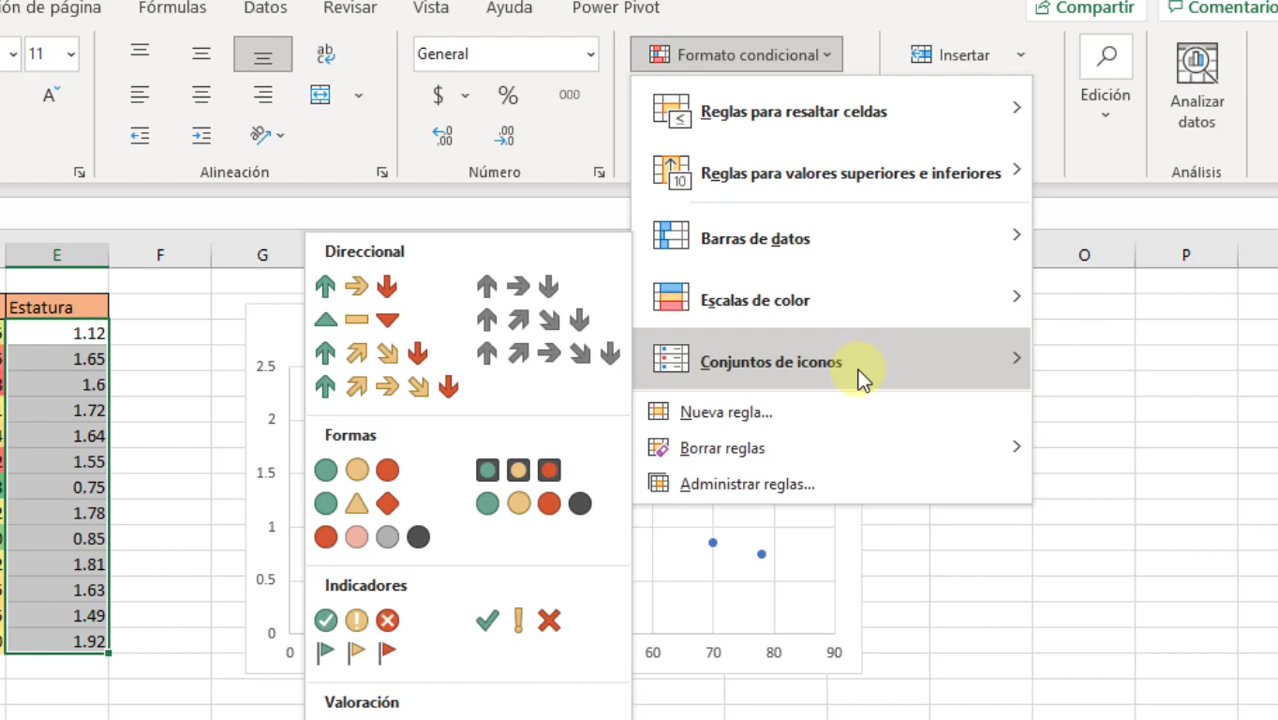 ión de página Fórmulas Datos Revisar Vista Ayuda Power Pivot Compartir Comentario
11 General Formato condicional Insertar
ab
A $ % 000 Edición Analizar datos
Alineación Número Análisis
Reglas para resaltar celdas
Reglas para valores superiores e inferiores
10
Barras de datos
Escalas de color
Conjuntos de iconos
Nueva regla...
Borrar reglas
Administrar reglas...
E F G O P
Direccional
Formas
Indicadores
Valoración
Estatura
1.12
1.65
1.6
1.72
1.64
1.55
0.75
1.78
0.85
1.81
1.63
1.49
1.92
2.5
2
1.5
1
0.5
0
0 60 70 80 90